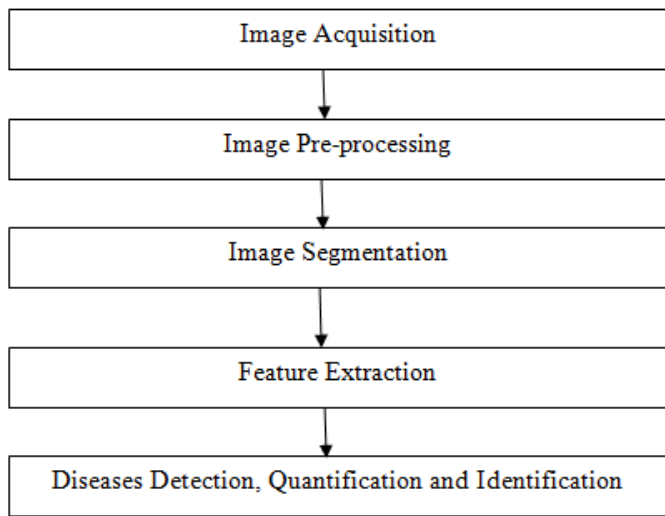 Image Acquisition
Image Pre-processing
Image Segmentation
Feature Extraction
Diseases Detection, Quantification and Identification